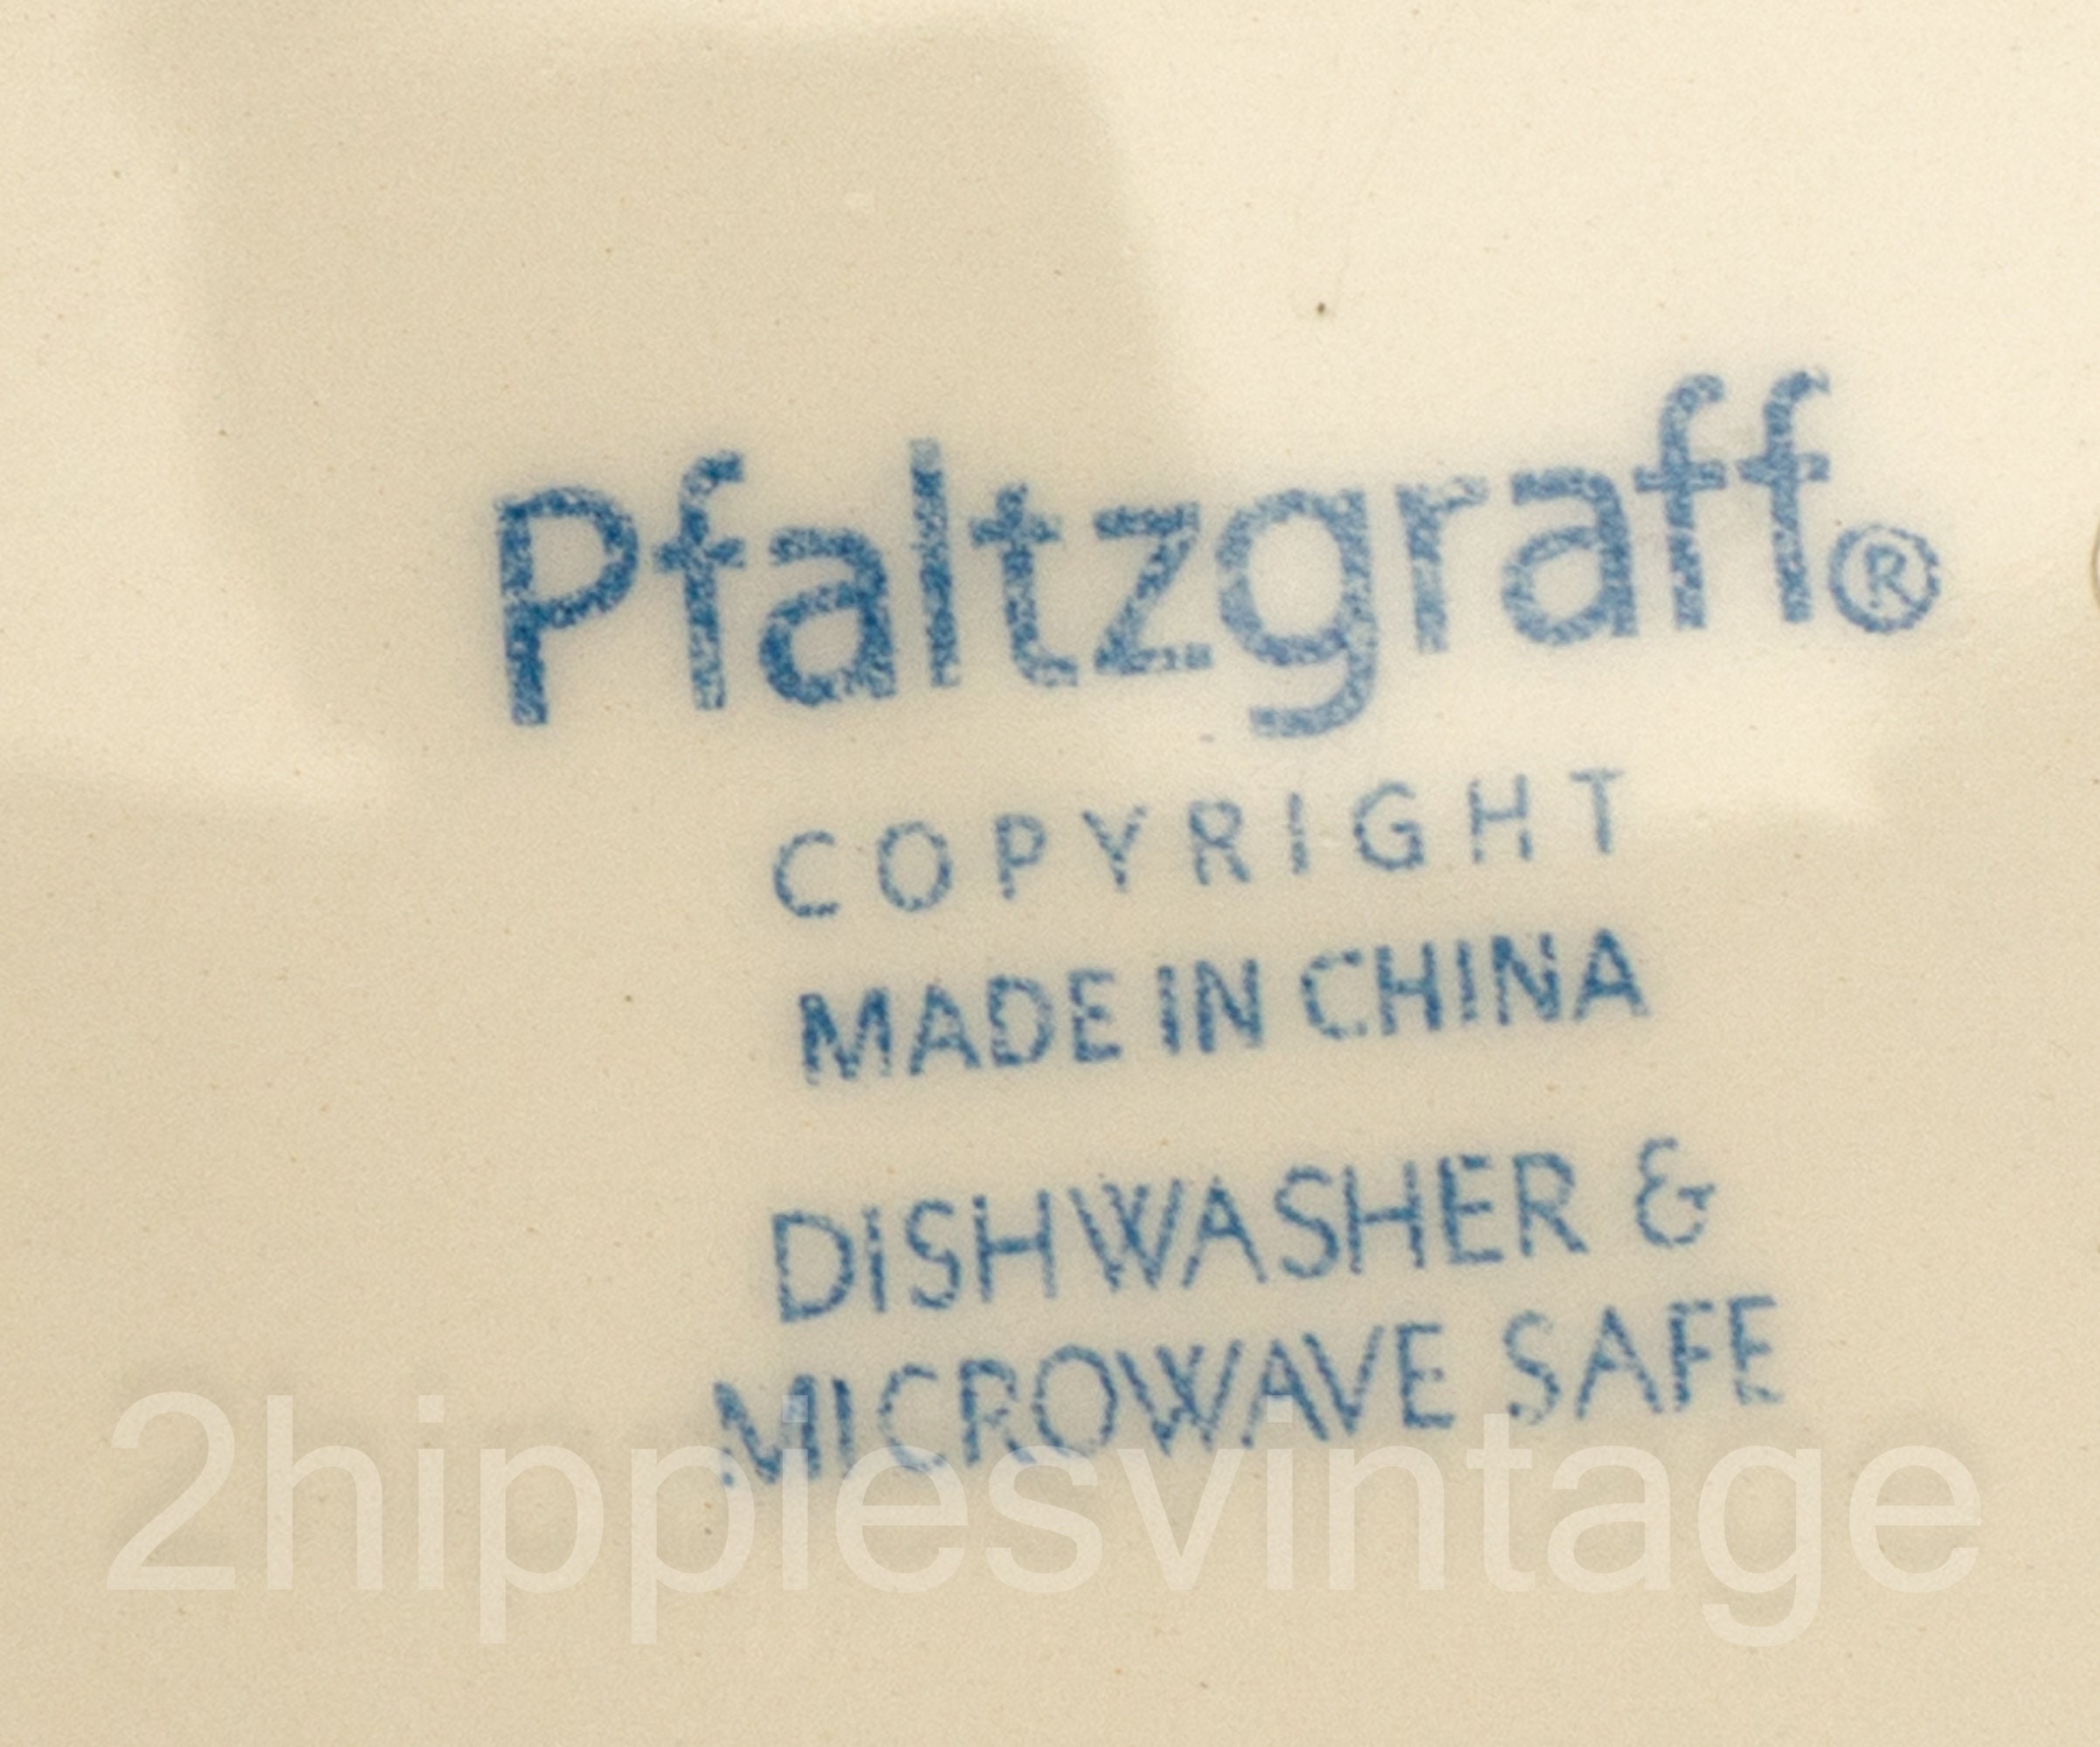 Pfaltzgraff®
COPYRIGHT
MADE IN CHINA
DISHWASHER &
MICROWAVE SAFE
2hippiesvintage